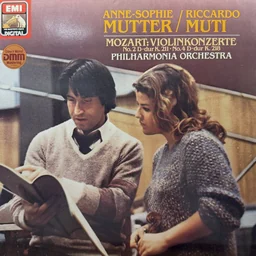 EMI
DIGITAL
DMM
ANNE-SOPHIE / RICCARDO
MUTTER / MUTI
MOZART: VIOLINKONZERTE
No. 2 D-dur K. 211 · No. 4 D-dur K. 218
PHILHARMONIA ORCHESTRA